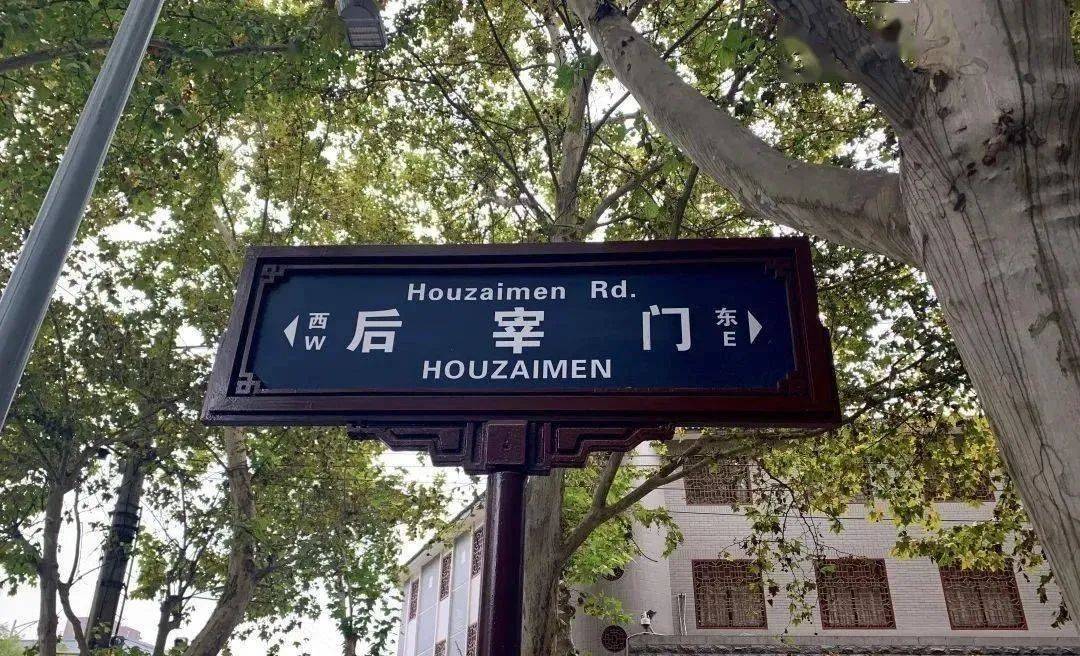 Houzaimen Rd.
西 后宰门 东
W E
HOUZAIMEN